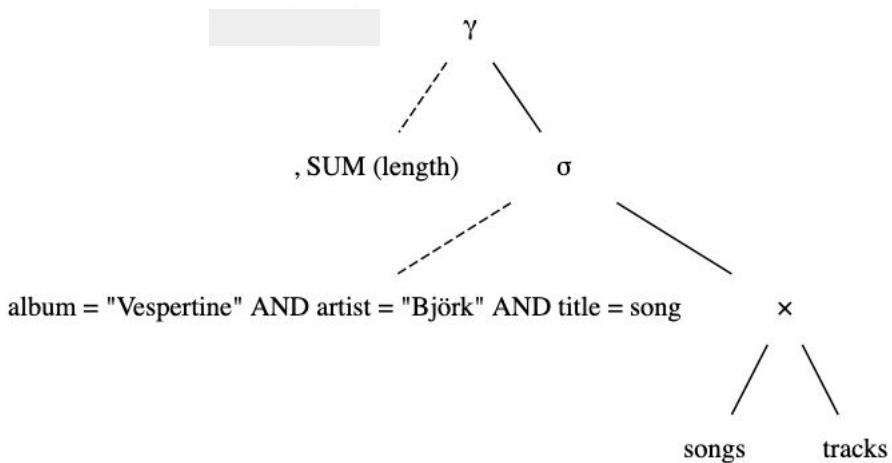 γ
, SUM (length) σ
album = "Vespertine" AND artist = "Björk" AND title = song ×
songs tracks